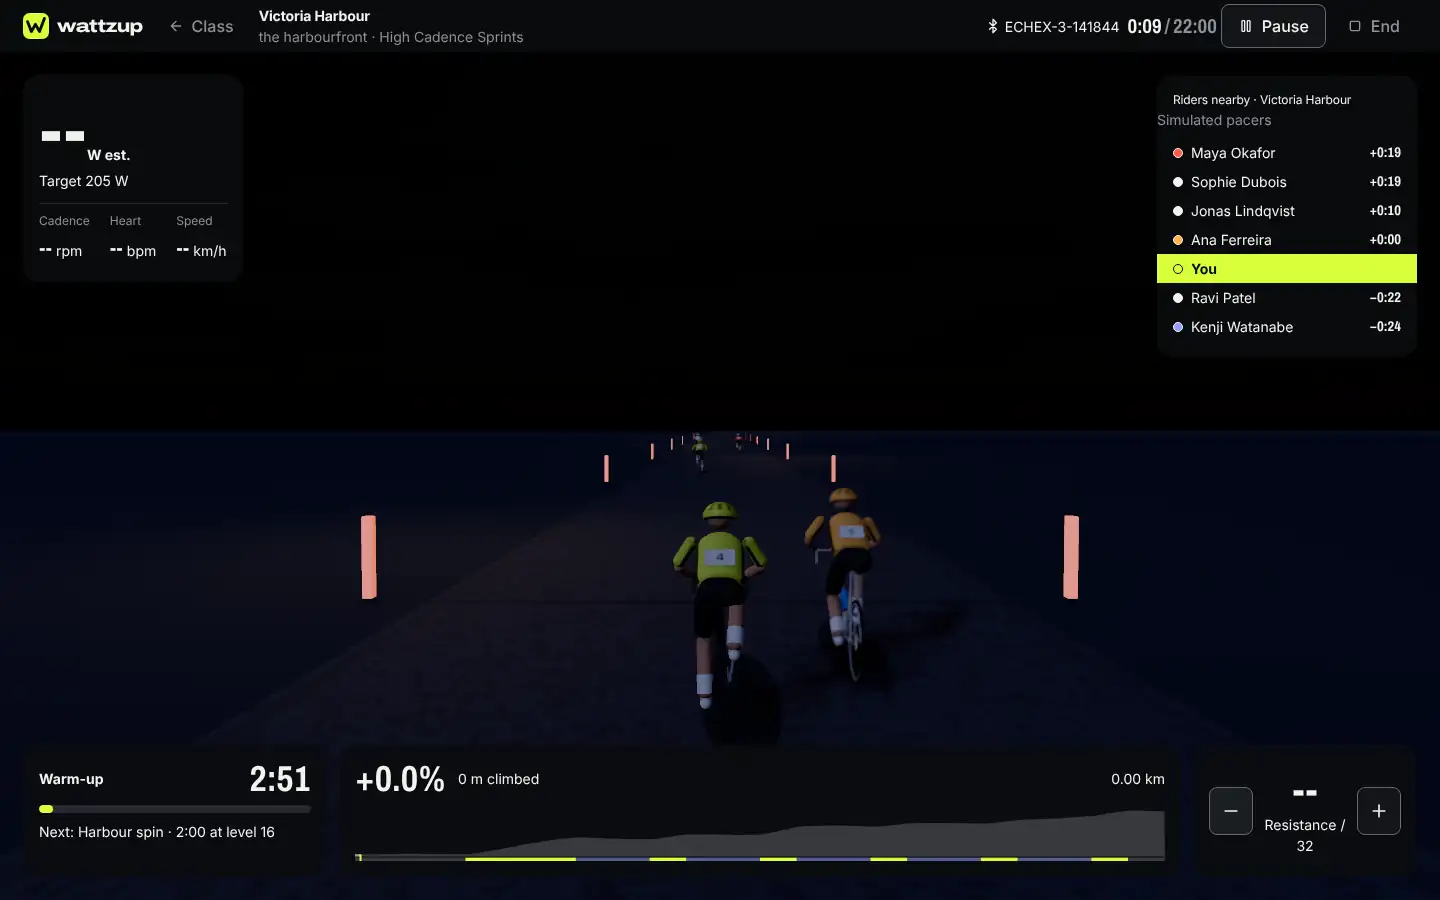 wattzup
Class
Victoria Harbour
the harbourfront · High Cadence Sprints
ECHEX-3-141844
0:09 / 22:00
Pause
End
--
W est.
Target 205 W
Cadence Heart Speed
-- rpm -- bpm -- km/h
Riders nearby · Victoria Harbour
Simulated pacers
Maya Okafor +0:19
Sophie Dubois +0:19
Jonas Lindqvist +0:10
Ana Ferreira +0:00
You
Ravi Patel −0:22
Kenji Watanabe −0:24
4
Warm-up 2:51
Next: Harbour spin · 2:00 at level 16
+0.0% 0 m climbed 0.00 km
--
Resistance /
32